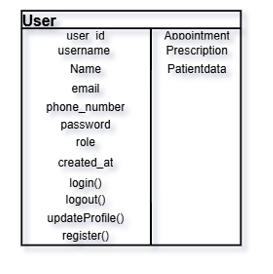 User
user_id
username
Name
email
phone_number
password
role
created_at
login()
logout()
updateProfile()
register()
Appointment
Prescription
Patientdata